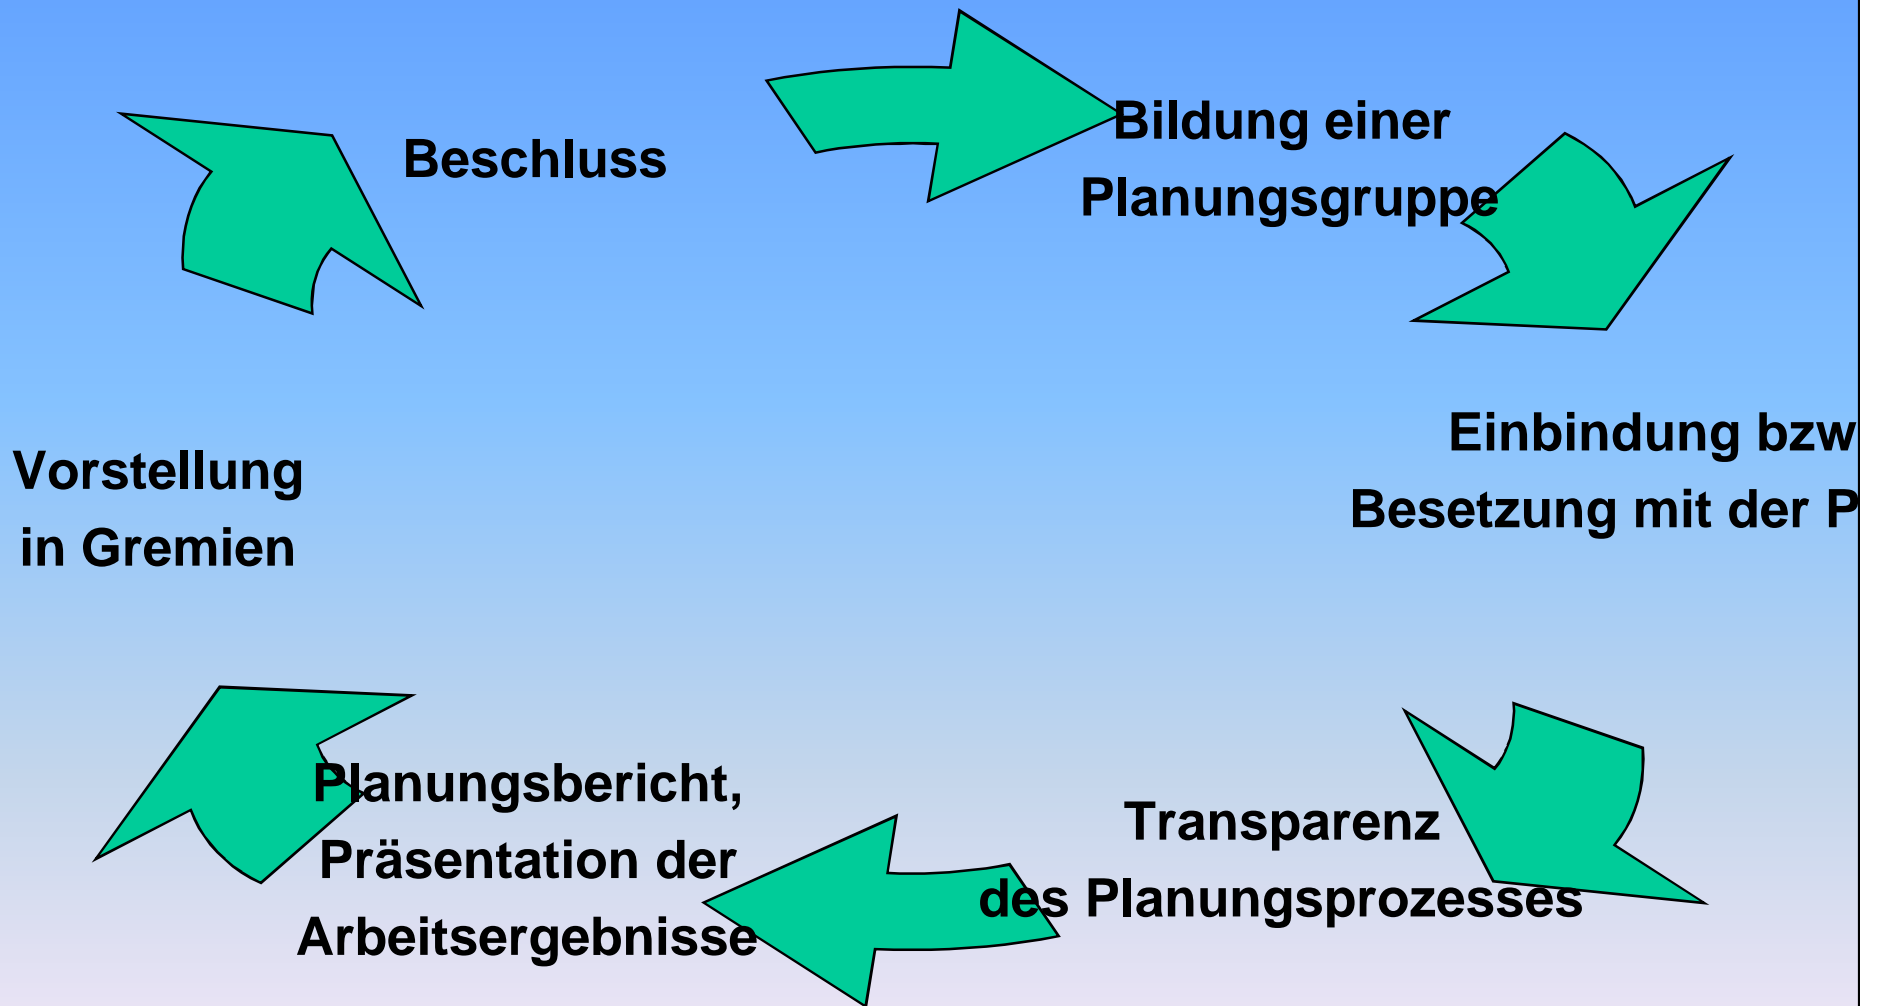 Beschluss
Bildung einer
Planungsgruppe
Einbindung bzw
Besetzung mit der P
Transparenz
des Planungsprozesses
Planungsbericht,
Präsentation der
Arbeitsergebnisse
Vorstellung
in Gremien